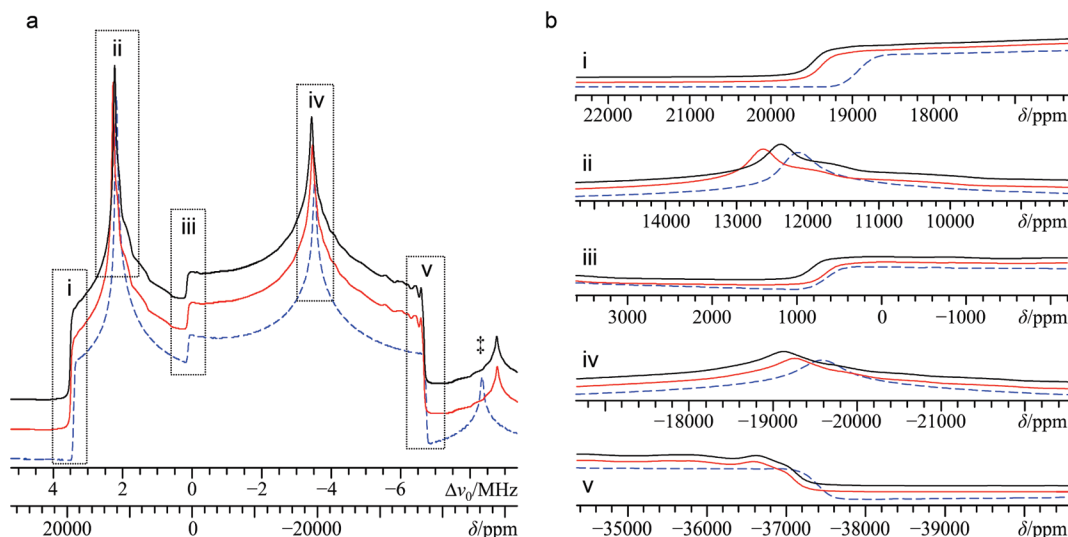 a
ii
iv
iii
i
v
‡
4 2 0 −2 −4 −6 Δν₀/MHz
20000 0 −20000 δ/ppm
b
i
22000 21000 20000 19000 18000 δ/ppm
ii
14000 13000 12000 11000 10000 δ/ppm
iii
3000 2000 1000 0 −1000 δ/ppm
iv
−18000 −19000 −20000 −21000 δ/ppm
v
−35000 −36000 −37000 −38000 −39000 δ/ppm